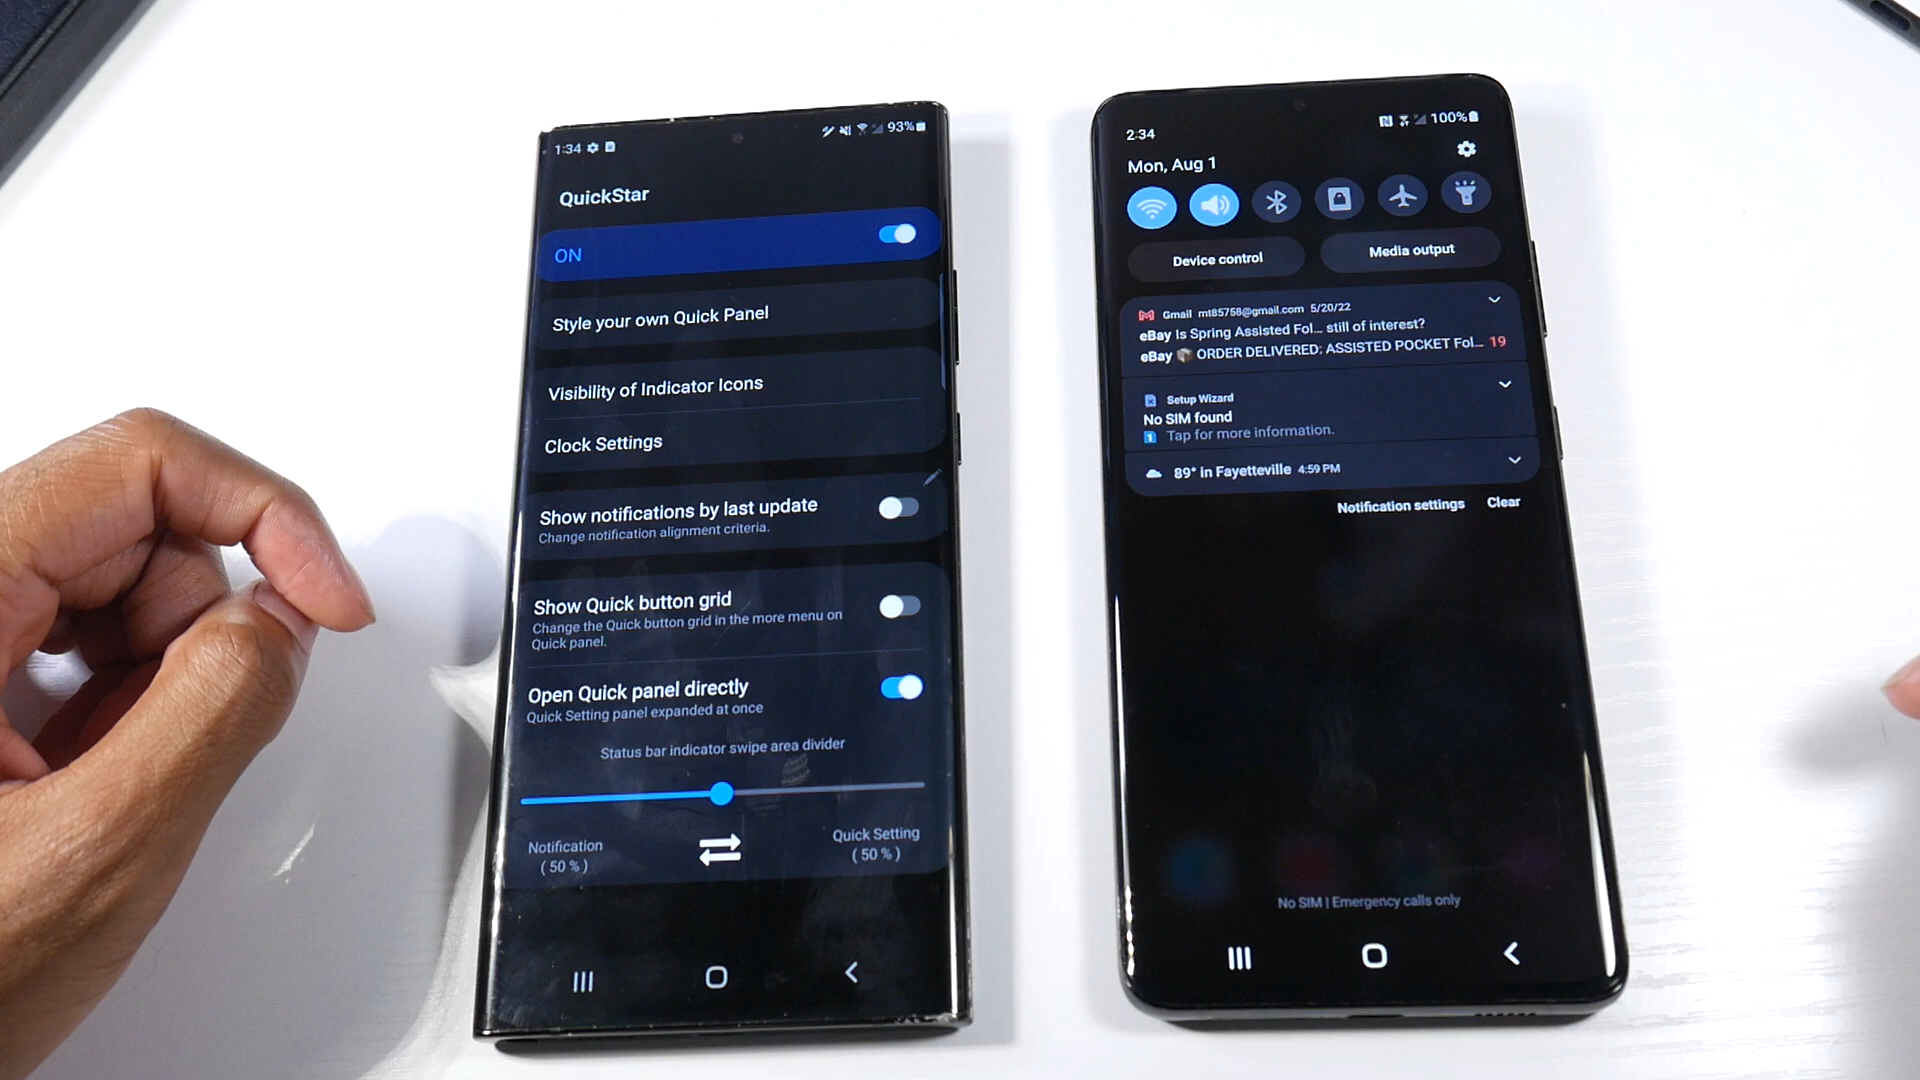 1:34
93%
QuickStar
ON
Style your own Quick Panel
Visibility of Indicator Icons
Clock Settings
Show notifications by last update
Change notification alignment criteria.
Show Quick button grid
Change the Quick button grid in the more menu on
Quick panel.
Open Quick panel directly
Quick Setting panel expanded at once
Status bar indicator swipe area divider
Notification
( 50 % )
Quick Setting
( 50 % )
2:34
100%
Mon, Aug 1
Device control
Media output
Gmail mt85758@gmail.com 5/20/22
eBay Is Spring Assisted Fol... still of interest?
eBay 📦 ORDER DELIVERED: ASSISTED POCKET Fol... 19
Setup Wizard
No SIM found
1 Tap for more information.
89° in Fayetteville 4:59 PM
Notification settings
Clear
No SIM | Emergency calls only